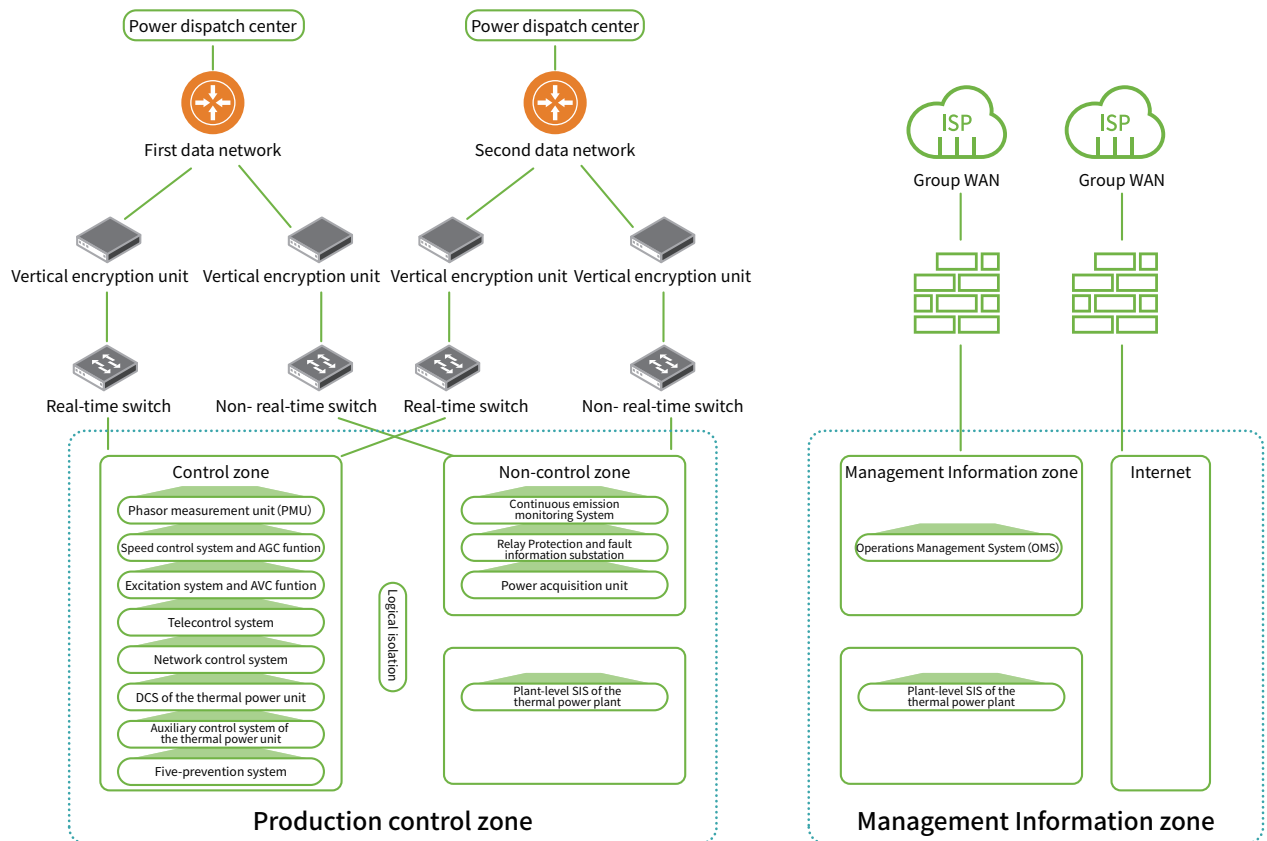 Power dispatch center
Power dispatch center
First data network
Second data network
ISP
ISP
Group WAN
Group WAN
Vertical encryption unit
Vertical encryption unit
Vertical encryption unit
Vertical encryption unit
Real-time switch
Non- real-time switch
Real-time switch
Non- real-time switch
Control zone
Phasor measurement unit (PMU)
Speed control system and AGC funtion
Excitation system and AVC funtion
Telecontrol system
Network control system
DCS of the thermal power unit
Auxiliary control system of
the thermal power unit
Five-prevention system
Logical isolation
Non-control zone
Continuous emission
monitoring System
Relay Protection and fault
information substation
Power acquisition unit
Plant-level SIS of the
thermal power plant
Production control zone
Management Information zone
Operations Management System (OMS)
Plant-level SIS of the
thermal power plant
Internet
Management Information zone